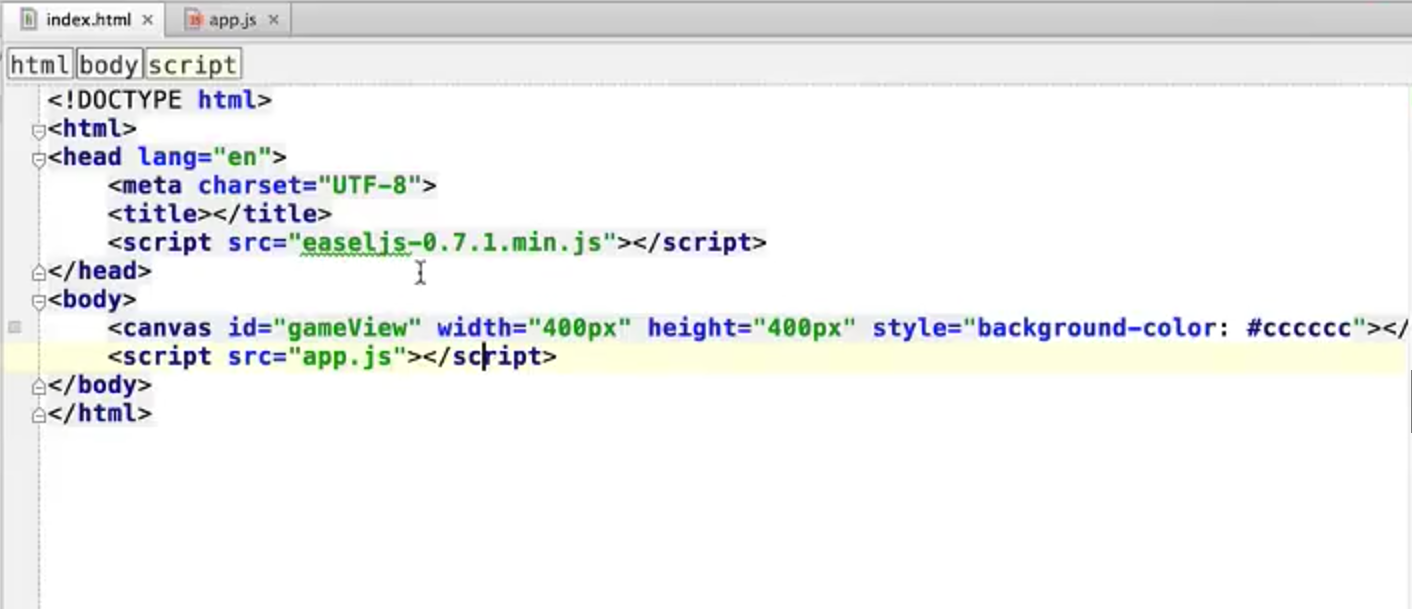 index.html × app.js ×
html body script
<!DOCTYPE html>
<html>
<head lang="en">
    <meta charset="UTF-8">
    <title></title>
    <script src="easeljs-0.7.1.min.js"></script>
</head>
<body>
    <canvas id="gameView" width="400px" height="400px" style="background-color: #cccccc"></
    <script src="app.js"></script>
</body>
</html>